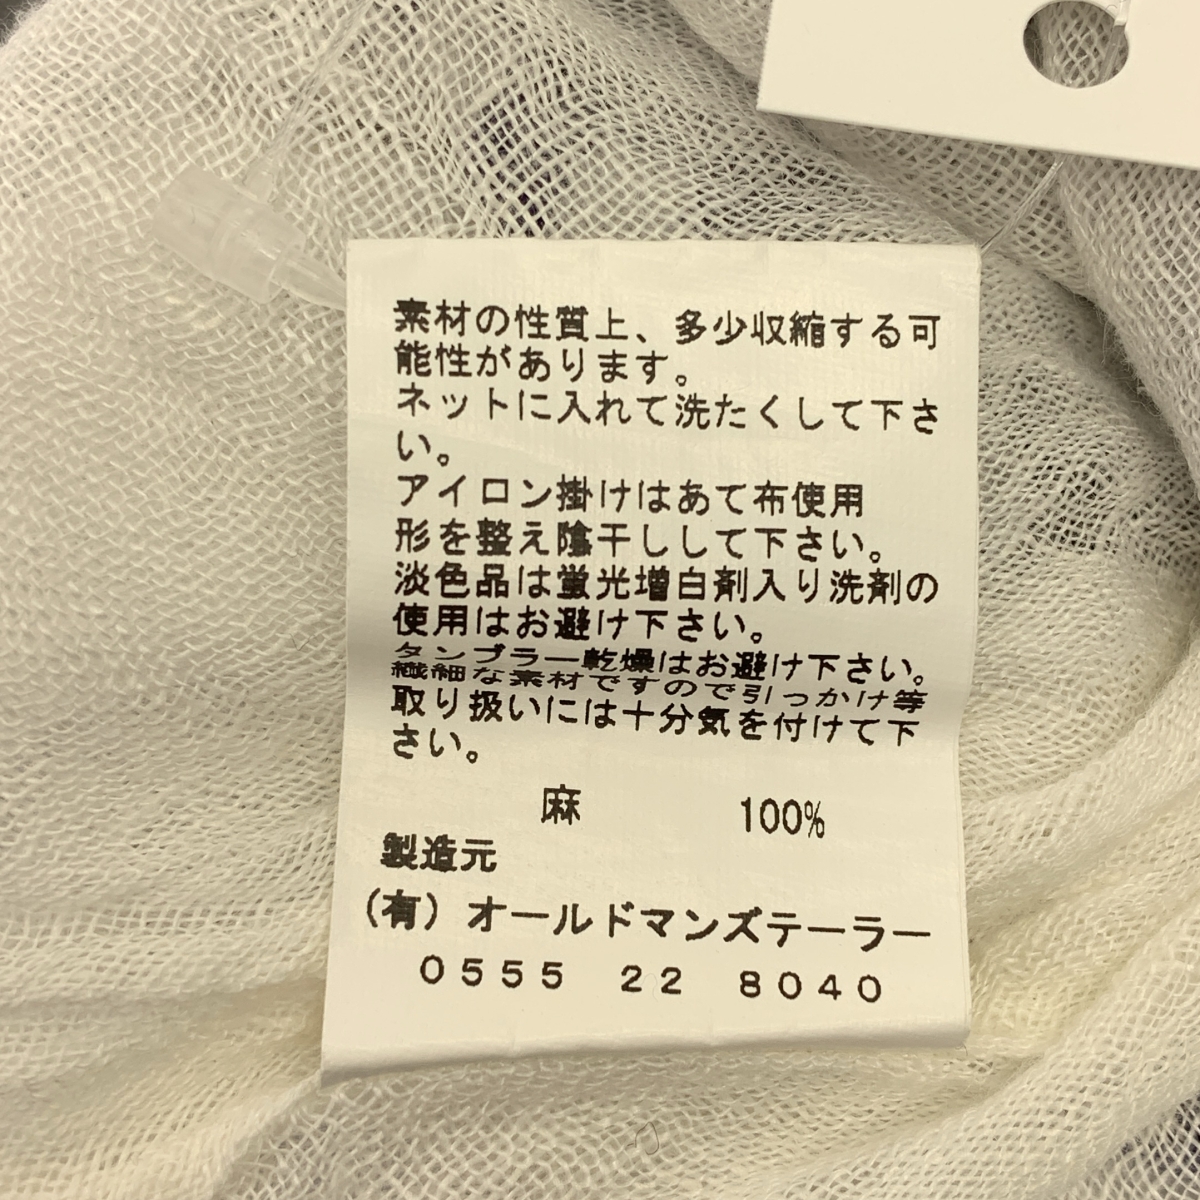 素材の性質上、多少収縮する可
能性があります。
ネットに入れて洗たくして下さ
い。
アイロン掛けはあて布使用
形を整え陰干しして下さい。
淡色品は蛍光増白剤入り洗剤の
使用はお避け下さい。
タンブラー乾燥はお避け下さい。
繊細な素材ですので引っかけ等
取り扱いには十分気を付けて下
さい。
麻 100%
製造元
(有) オールドマンズテーラー
0555 22 8040